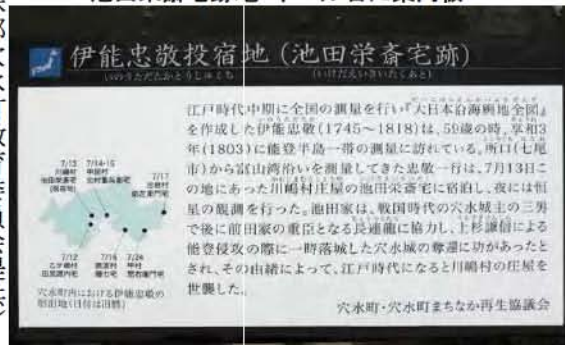 伊能忠敬投宿地（池田栄斎宅跡）
いのうただたかとうしゅくち
いけだえいさいたくあと
江戸時代中期に全国の測量を行い『大日本沿海輿地全図』
を作成した伊能忠敬（1745～1818）は、59歳の時、享和3
年（1803）に能登半島一帯の測量に訪れている。所口（七尾
市）から富山湾沿いを測量してきた忠敬一行は、7月13日こ
の地にあった川嶋村庄屋の池田栄斎宅に宿泊し、夜には恒
星の観測を行った。池田家は、戦国時代の穴水城主の三男
で後に前田家の重臣となる長連龍に協力し、上杉謙信による
能登侵攻の際に一時落城した穴水城の奪還に功があったと
され、その由緒によって、江戸時代になると川嶋村の庄屋を
世襲した。
穴水町・穴水町まちなか再生協議会
7/13
川嶋村
池田栄斎宅
（現在地）
7/14・15
中居村
7/17
7/12
乙ヶ崎村
7/16
7/24
甲村
穴水町内における伊能忠敬の
宿泊地（日付は旧暦）